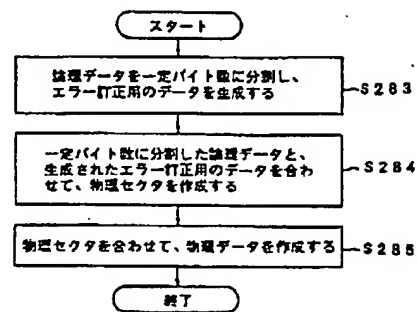 スタート
論理データを一定バイト数に分割し、
エラー訂正用のデータを生成する
S283
一定バイト数に分割した論理データと、
生成されたエラー訂正用のデータを合わ
せて、物理セクタを作成する
S284
物理セクタを合わせて、物理データを作成する
S285
終了